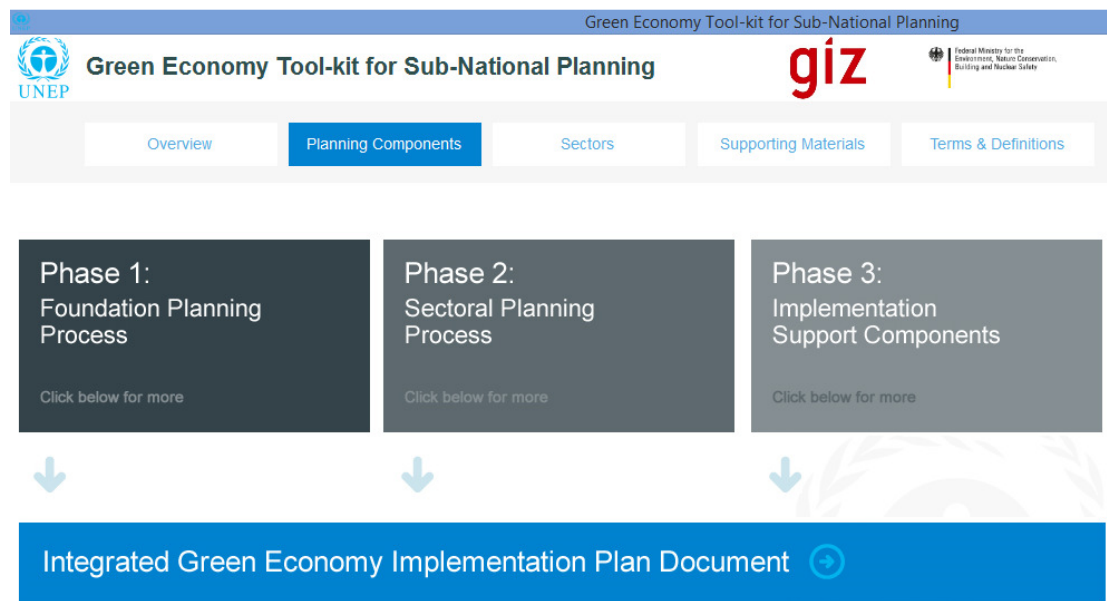 Green Economy Tool-kit for Sub-National Planning
UNEP
Green Economy Tool-kit for Sub-National Planning
giz
Federal Ministry for the
Environment, Nature Conservation,
Building and Nuclear Safety
Overview
Planning Components
Sectors
Supporting Materials
Terms & Definitions
Phase 1:
Foundation Planning
Process
Click below for more
Phase 2:
Sectoral Planning
Process
Click below for more
Phase 3:
Implementation
Support Components
Click below for more
Integrated Green Economy Implementation Plan Document